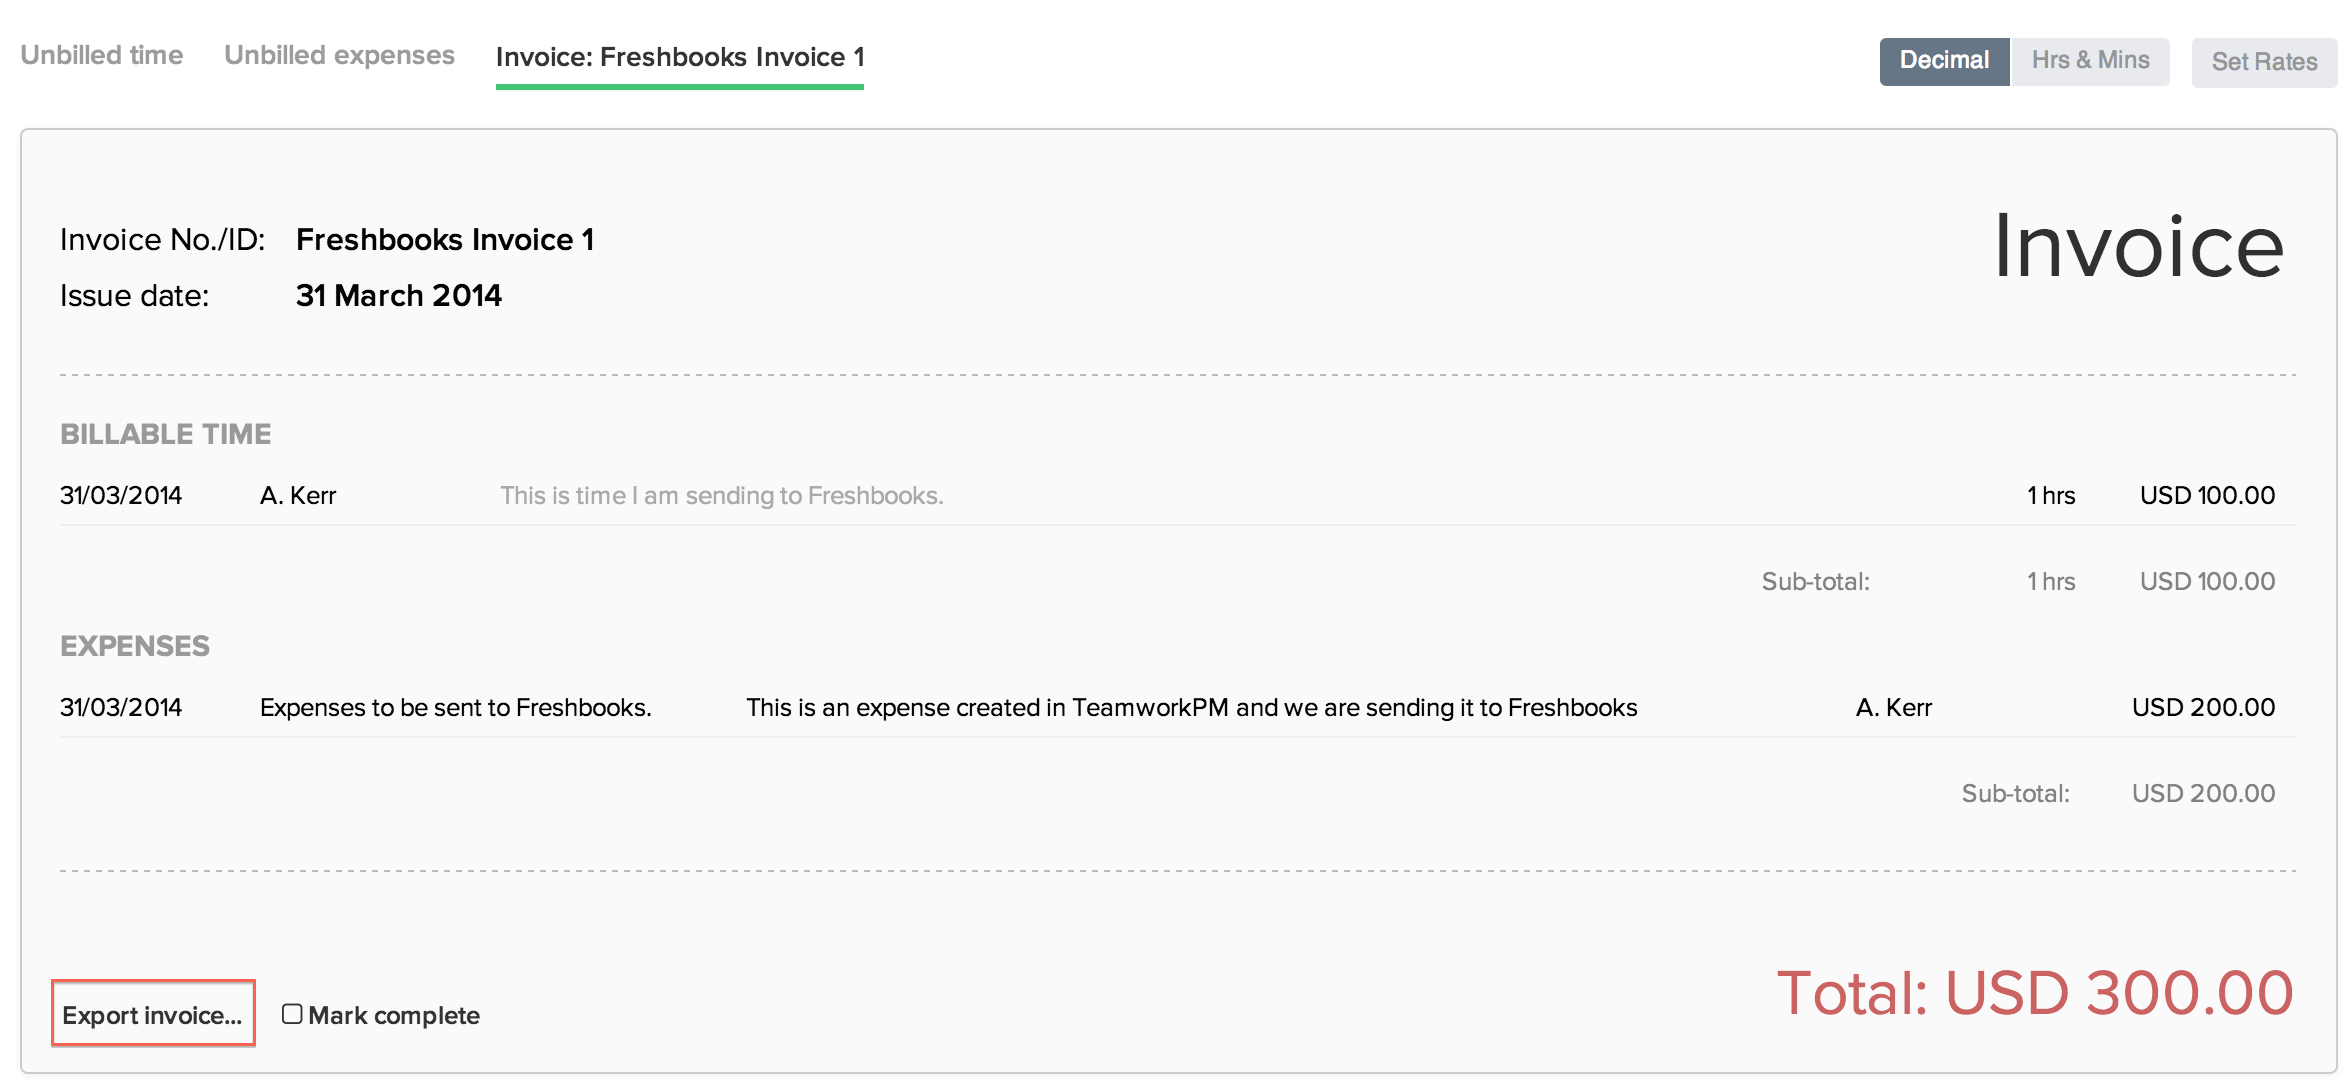 Unbilled time Unbilled expenses Invoice: Freshbooks Invoice 1 Decimal Hrs & Mins Set Rates
Invoice No./ID: Freshbooks Invoice 1
Invoice
Issue date: 31 March 2014
BILLABLE TIME
31/03/2014 A. Kerr This is time I am sending to Freshbooks. 1 hrs USD 100.00
Sub-total: 1 hrs USD 100.00
EXPENSES
31/03/2014 Expenses to be sent to Freshbooks. This is an expense created in TeamworkPM and we are sending it to Freshbooks A. Kerr USD 200.00
Sub-total: USD 200.00
Total: USD 300.00
Export invoice... Mark complete